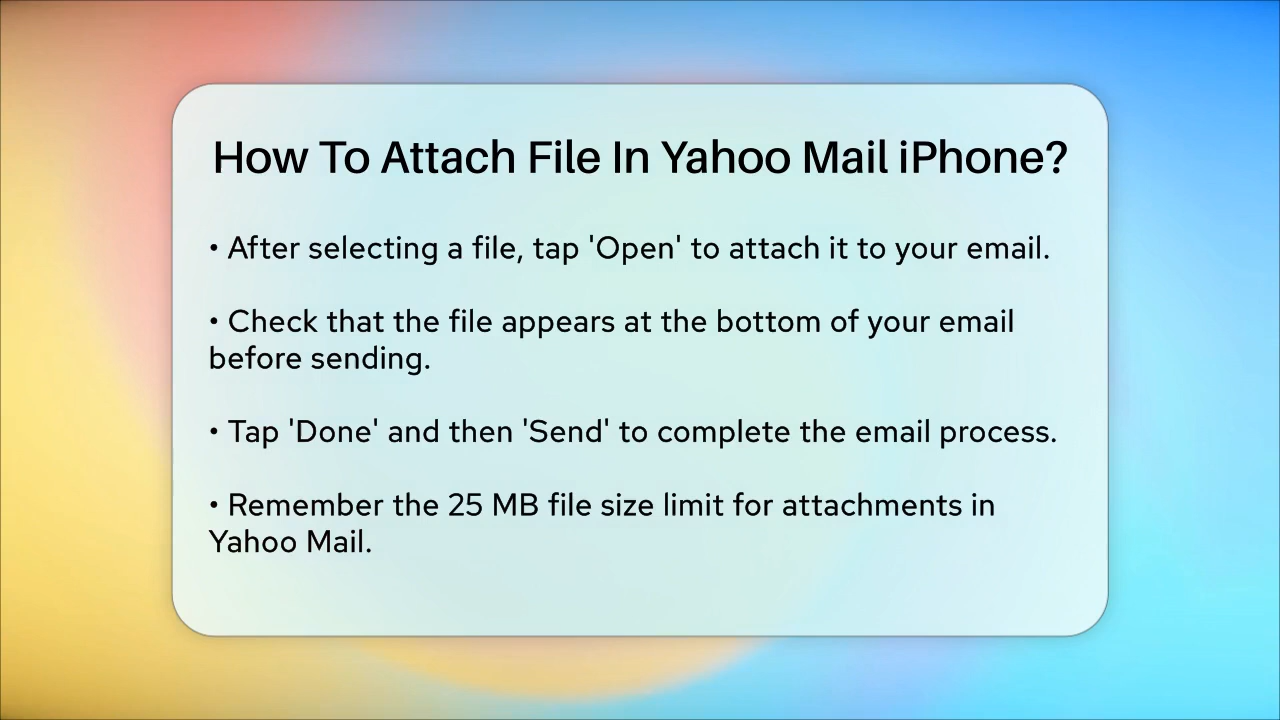 How To Attach File In Yahoo Mail iPhone?
• After selecting a file, tap 'Open' to attach it to your email.
• Check that the file appears at the bottom of your email
before sending.
• Tap 'Done' and then 'Send' to complete the email process.
• Remember the 25 MB file size limit for attachments in
Yahoo Mail.